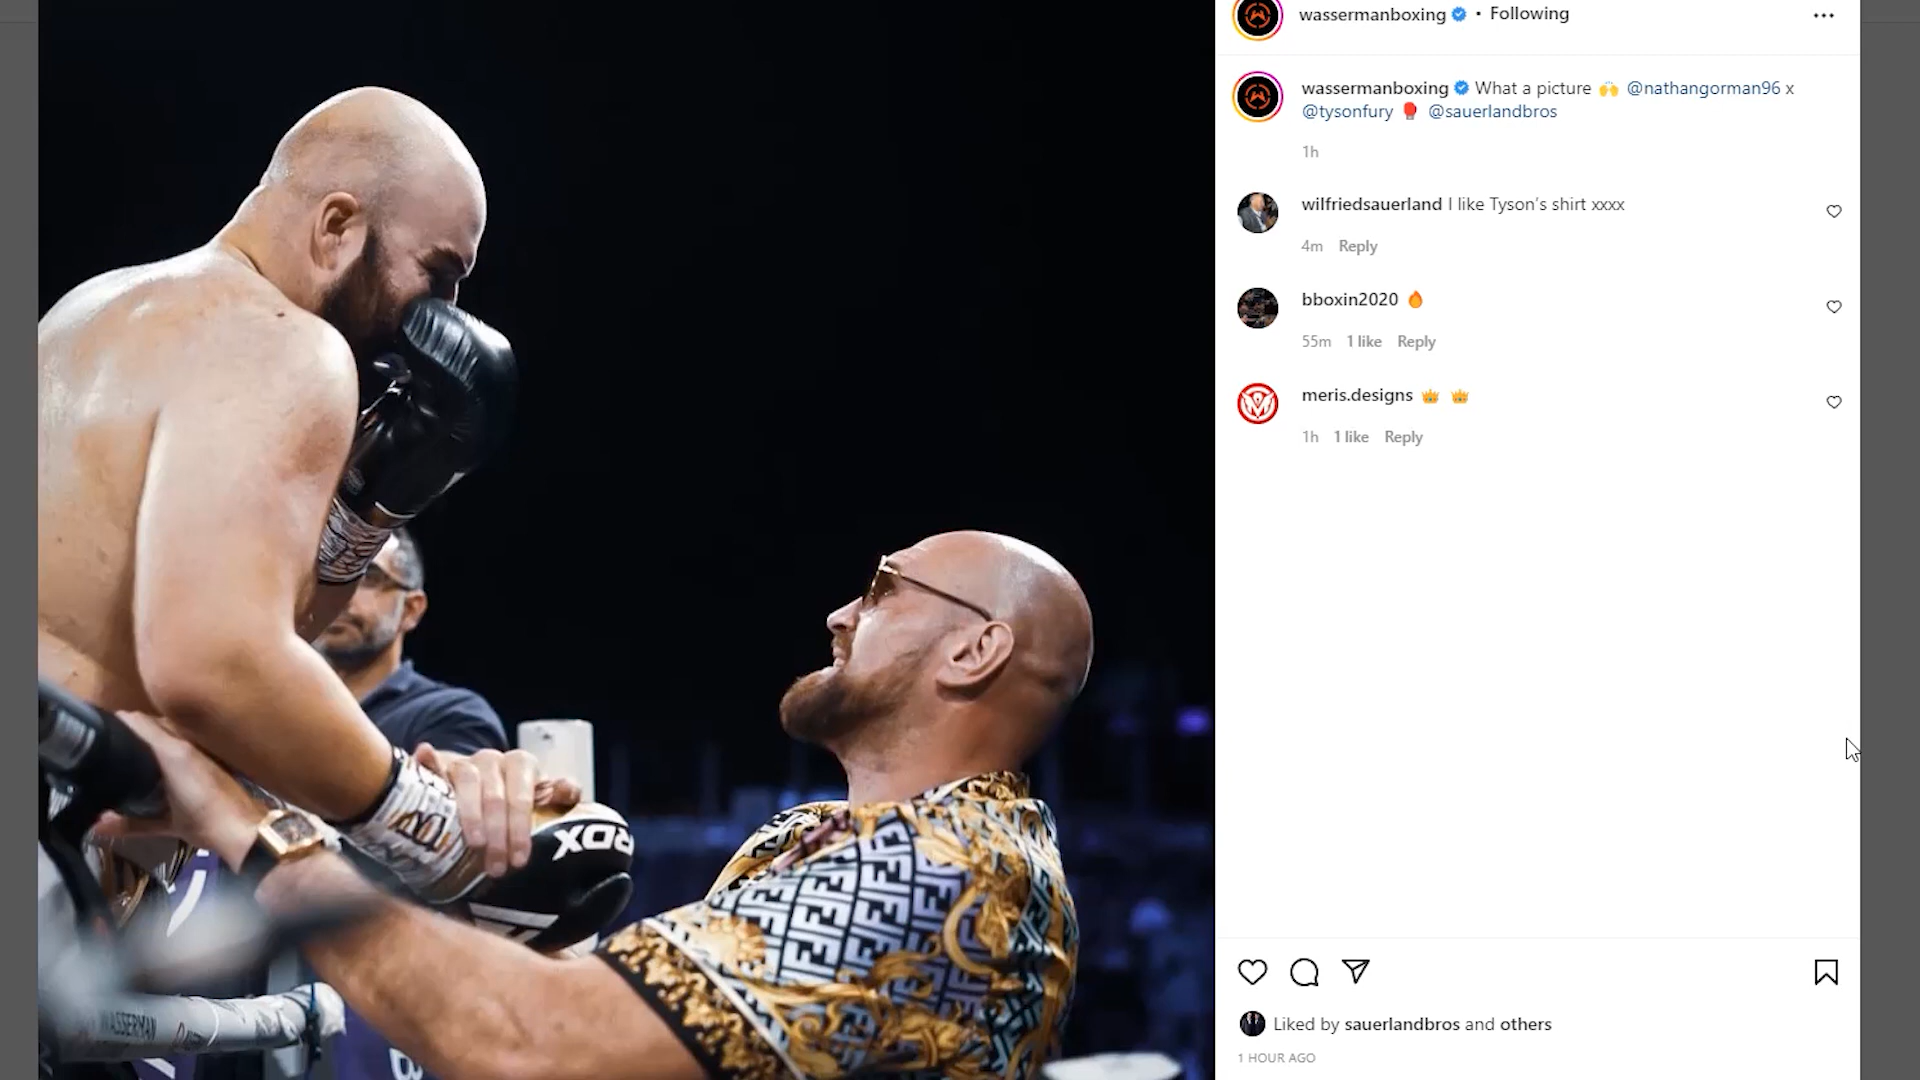 wassermanboxing • Following
wassermanboxing What a picture 🙌 @nathangorman96 x
@tysonfury 🥊 @sauerlandbros
1h
wilfriedsauerland I like Tyson's shirt xxxx
4m Reply
bboxin2020 🔥
55m 1 like Reply
meris.designs 👑 👑
1h 1 like Reply
Liked by sauerlandbros and others
1 HOUR AGO
RDX
WASSERMAN